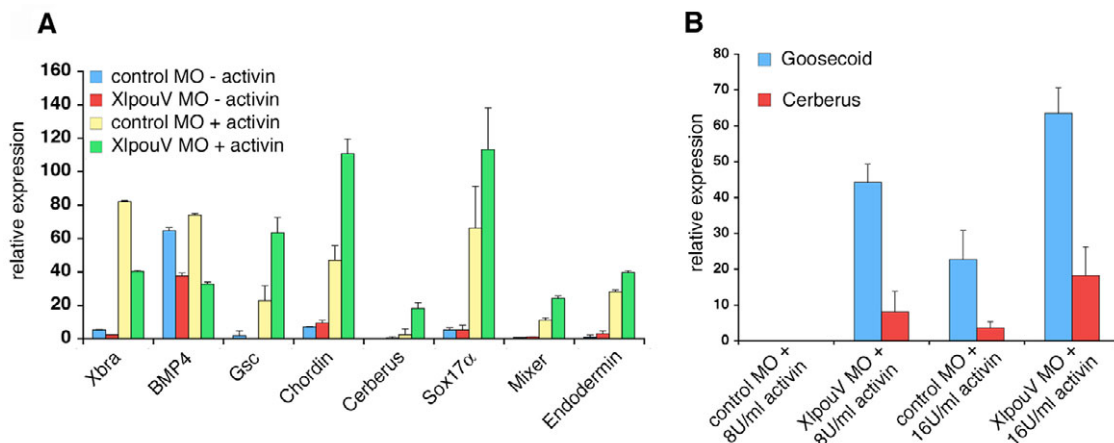 A
relative expression
160
140
120
100
80
60
40
20
0
control MO - activin
XlpouV MO - activin
control MO + activin
XlpouV MO + activin
Xbra
BMP4
Gsc
Chordin
Cerberus
Sox17α
Mixer
Endodermin
B
relative expression
80
70
60
50
40
30
20
10
0
Goosecoid
Cerberus
control MO +
8U/ml activin
XlpouV MO +
8U/ml activin
control MO +
16U/ml activin
XlpouV MO +
16U/ml activin